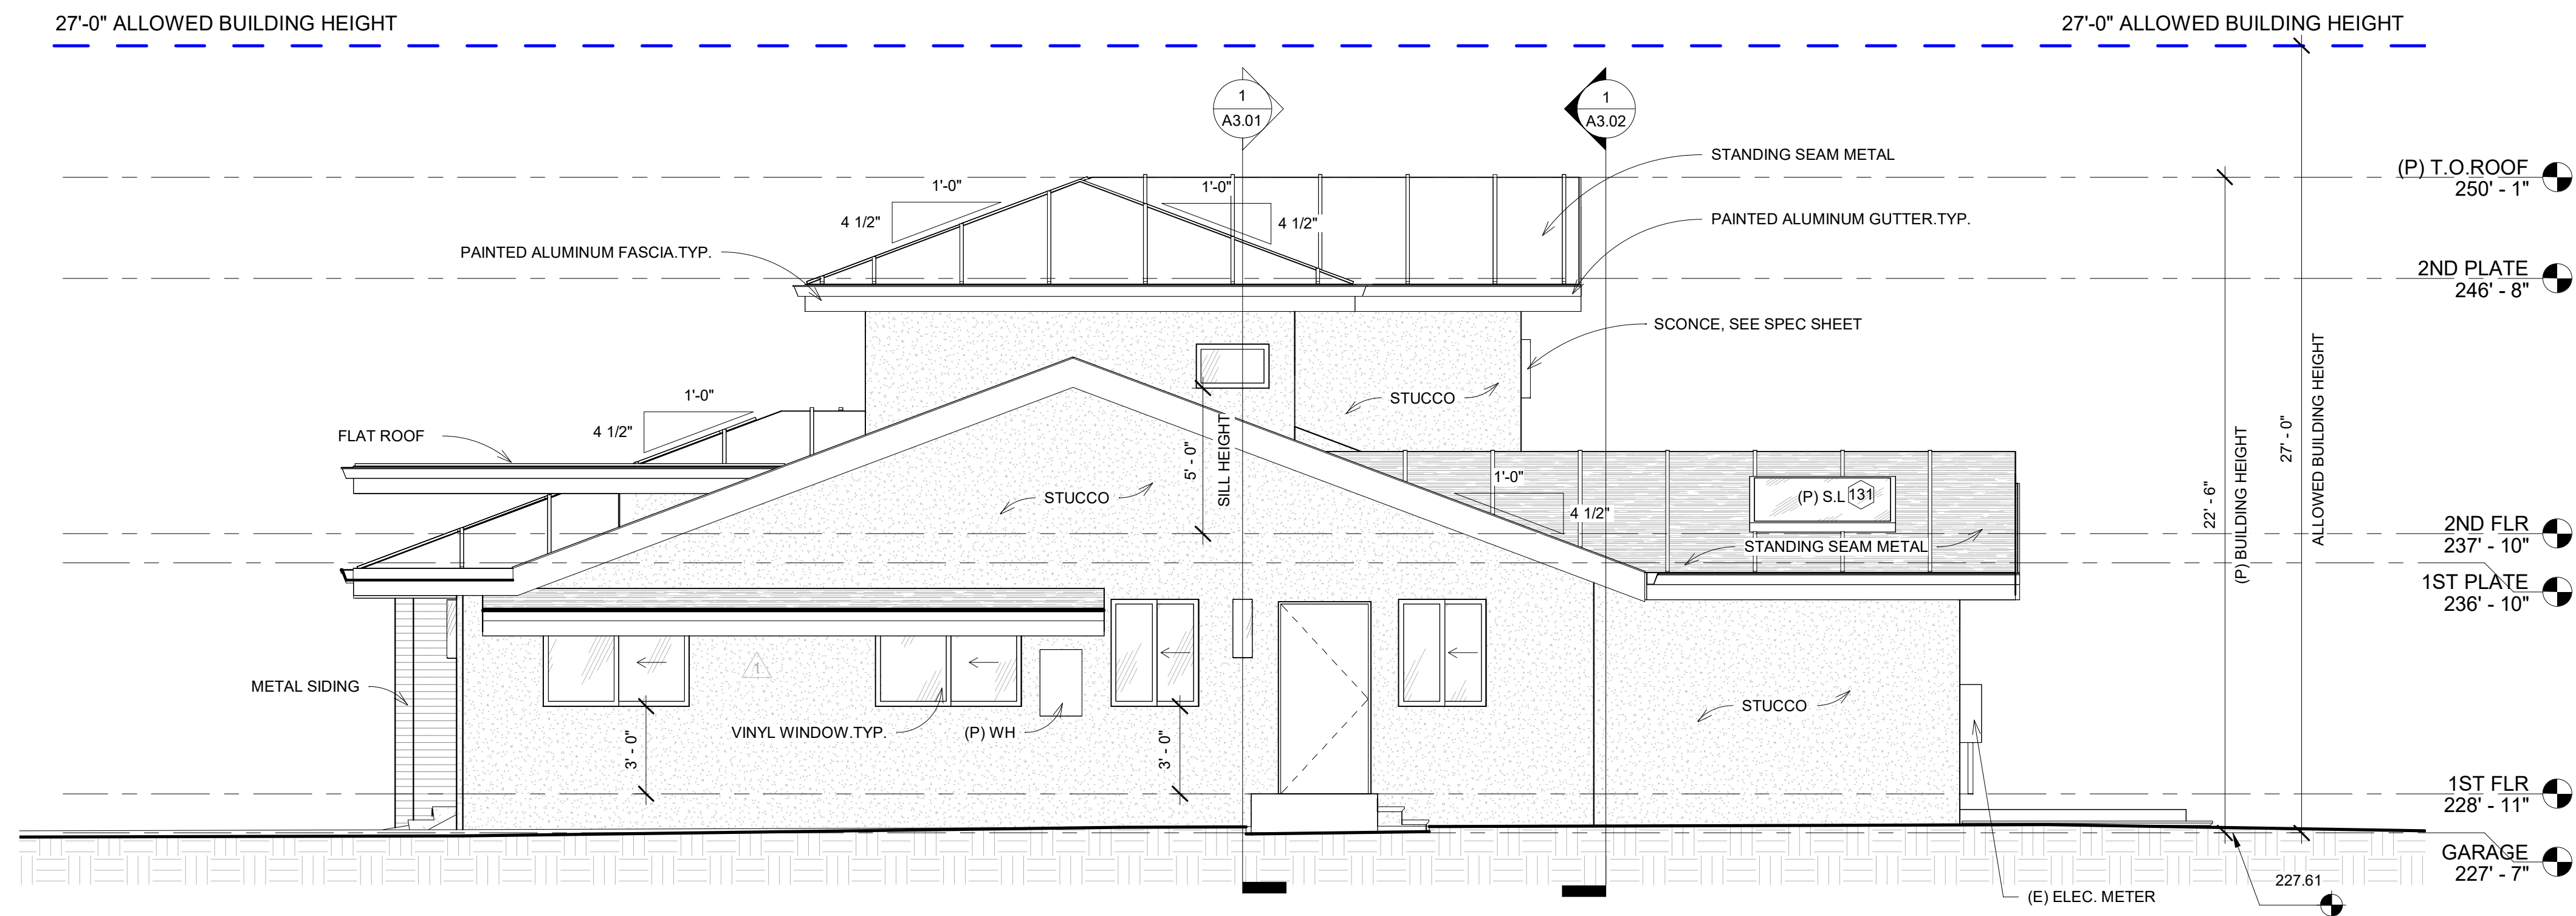 27'-0" ALLOWED BUILDING HEIGHT
27'-0" ALLOWED BUILDING HEIGHT
1
A3.01
1
A3.02
STANDING SEAM METAL
(P) T.O.ROOF
250' - 1"
1'-0"
4 1/2"
1'-0"
4 1/2"
PAINTED ALUMINUM GUTTER.TYP.
PAINTED ALUMINUM FASCIA.TYP.
2ND PLATE
246' - 8"
SCONCE, SEE SPEC SHEET
STUCCO
1'-0"
4 1/2"
FLAT ROOF
5' - 0"
SILL HEIGHT
STUCCO
1'-0"
4 1/2"
(P) S.L
131
STANDING SEAM METAL
22' - 6"
(P) BUILDING HEIGHT
27' - 0"
ALLOWED BUILDING HEIGHT
2ND FLR
237' - 10"
1ST PLATE
236' - 10"
METAL SIDING
1
VINYL WINDOW.TYP.
(P) WH
3' - 0"
3' - 0"
STUCCO
1ST FLR
228' - 11"
GARAGE
227' - 7"
227.61
(E) ELEC. METER